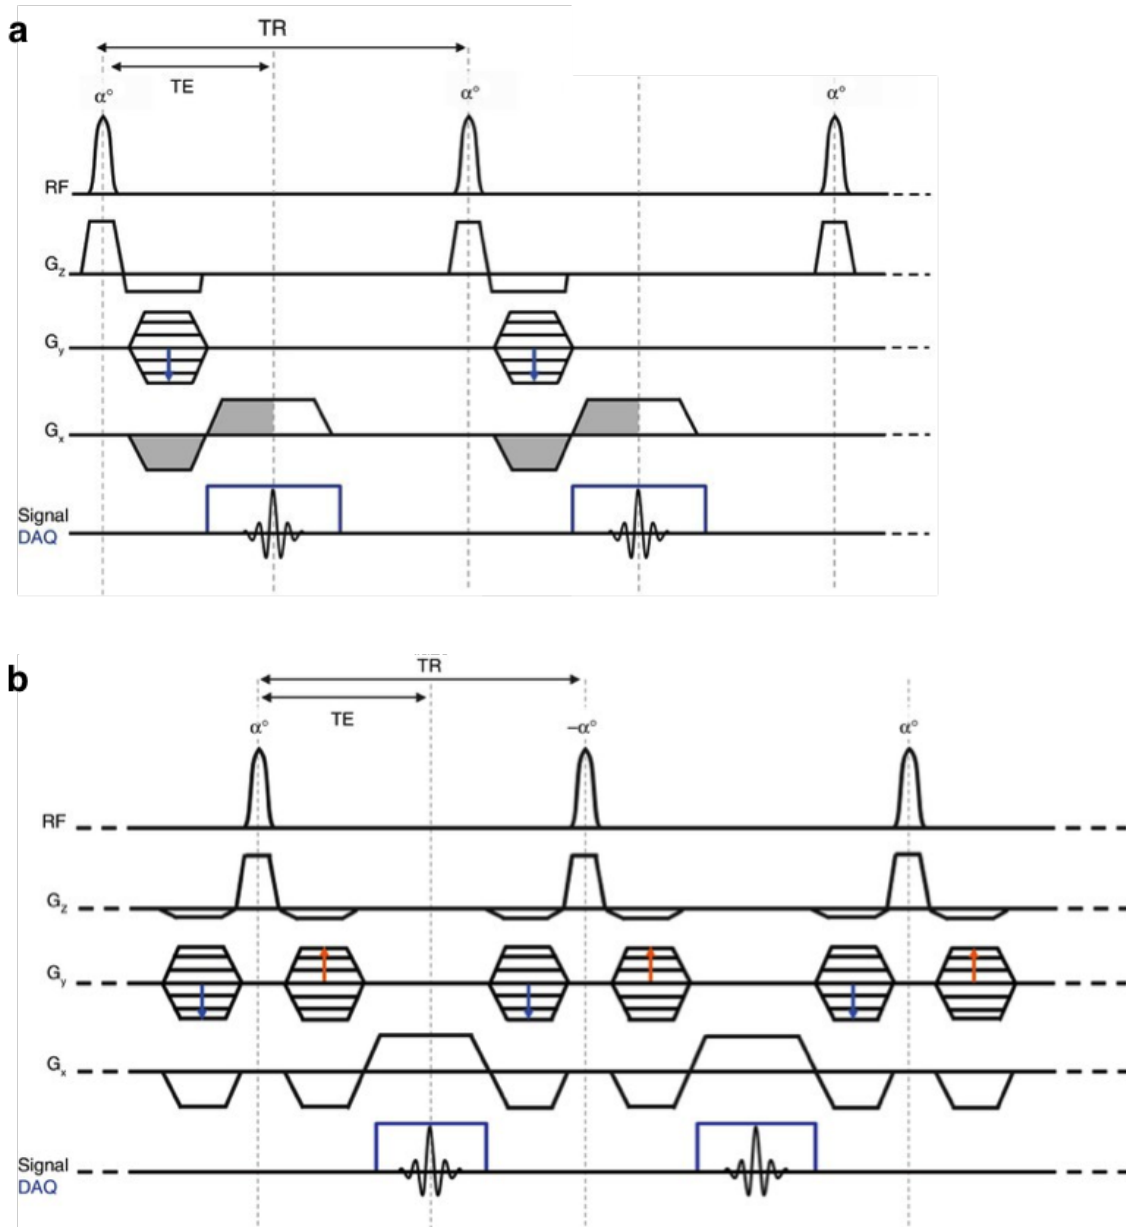 a
TR
TE
α° α° α°
RF
Gz
Gy
Gx
Signal
DAQ
b
TR
TE
α° –α° α°
RF
Gz
Gy
Gx
Signal
DAQ